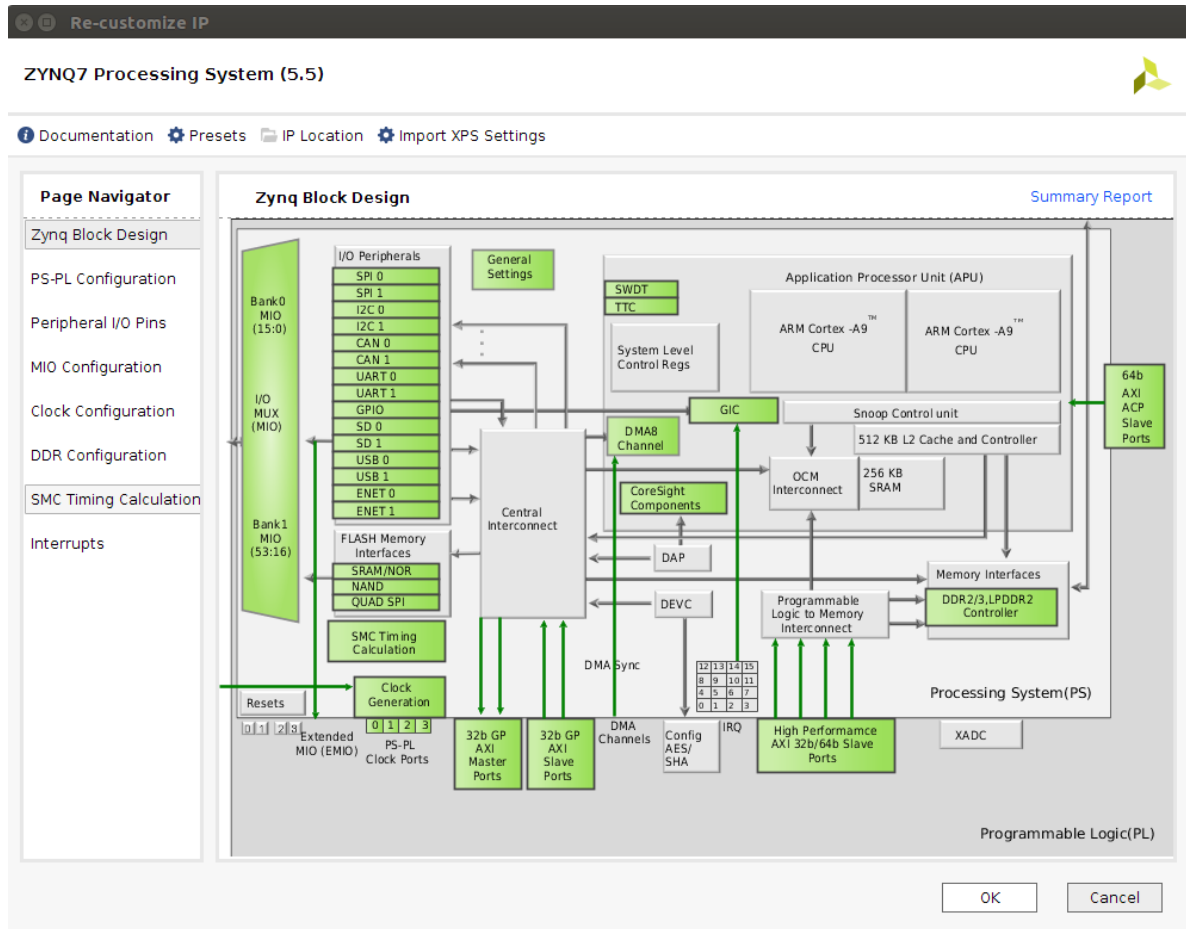 Re-customize IP
ZYNQ7 Processing System (5.5)
Documentation
Presets
IP Location
Import XPS Settings
Page Navigator
Zynq Block Design
PS-PL Configuration
Peripheral I/O Pins
MIO Configuration
Clock Configuration
DDR Configuration
SMC Timing Calculation
Interrupts
Zynq Block Design
Summary Report
Bank0
MIO
(15:0)
I/O
MUX
(MIO)
Bank1
MIO
(53:16)
I/O Peripherals
SPI 0
SPI 1
I2C 0
I2C 1
CAN 0
CAN 1
UART 0
UART 1
GPIO
SD 0
SD 1
USB 0
USB 1
ENET 0
ENET 1
FLASH Memory
Interfaces
SRAM/NOR
NAND
QUAD SPI
SMC Timing
Calculation
General
Settings
Central
Interconnect
Application Processor Unit (APU)
SWDT
TTC
System Level
Control Regs
ARM Cortex -A9™
CPU
ARM Cortex -A9™
CPU
GIC
Snoop Control unit
512 KB L2 Cache and Controller
DMA8
Channel
OCM
Interconnect
256 KB
SRAM
CoreSight
Components
DAP
DEVC
64b
AXI
ACP
Slave
Ports
Programmable
Logic to Memory
Interconnect
Memory Interfaces
DDR2/3,LPDDR2
Controller
DMA Sync
12 13 14 15
8 9 10 11
4 5 6 7
0 1 2 3
Processing System(PS)
Resets
0 1 2 3
Clock
Generation
0 1 2 3
Extended
MIO (EMIO)
PS-PL
Clock Ports
32b GP
AXI
Master
Ports
32b GP
AXI
Slave
Ports
DMA
Channels
Config
AES/
SHA
IRQ
High Performamce
AXI 32b/64b Slave
Ports
XADC
Programmable Logic(PL)
OK
Cancel